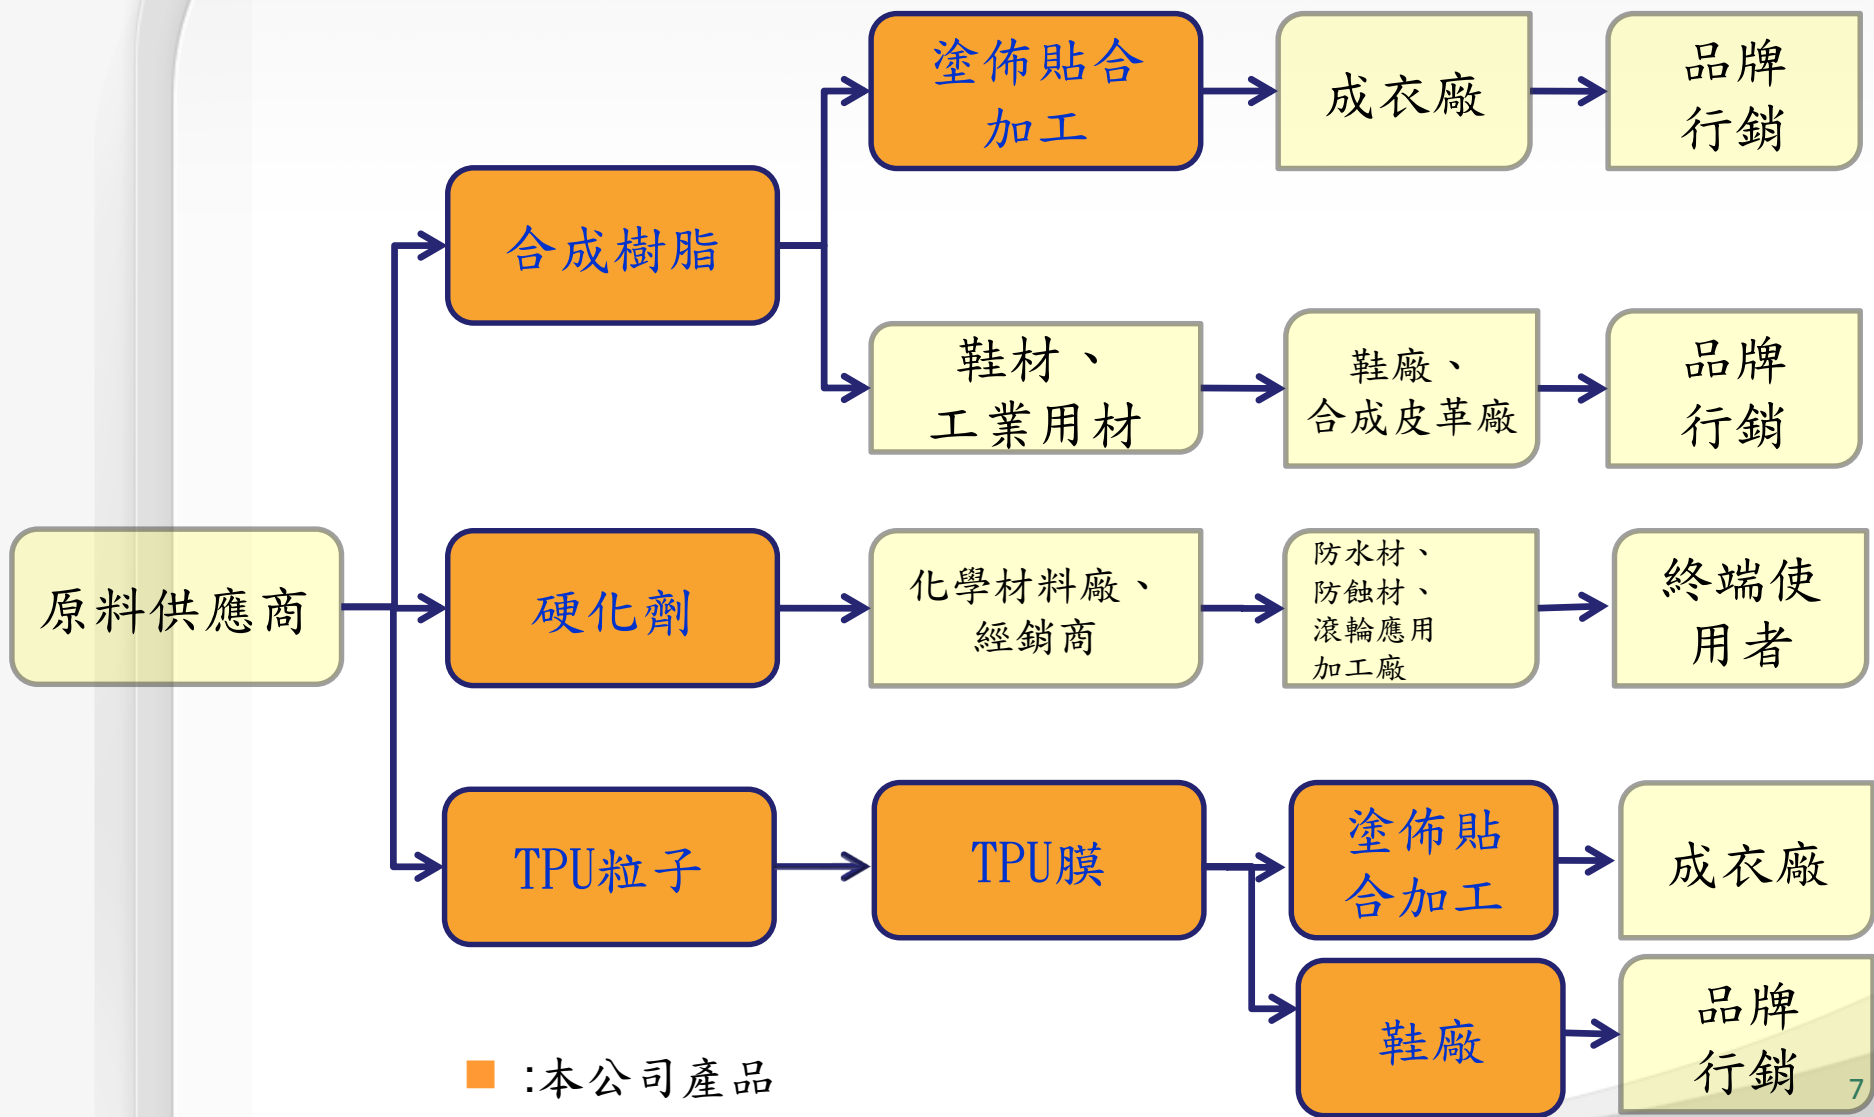 塗佈貼合
加工
成衣廠
品牌
行銷
合成樹脂
鞋材、
工業用材
鞋廠、
合成皮革廠
品牌
行銷
原料供應商
硬化劑
化學材料廠、
經銷商
防水材、
防蝕材、
滾輪應用
加工廠
終端使
用者
TPU粒子
TPU膜
塗佈貼
合加工
成衣廠
鞋廠
品牌
行銷
:本公司產品
7